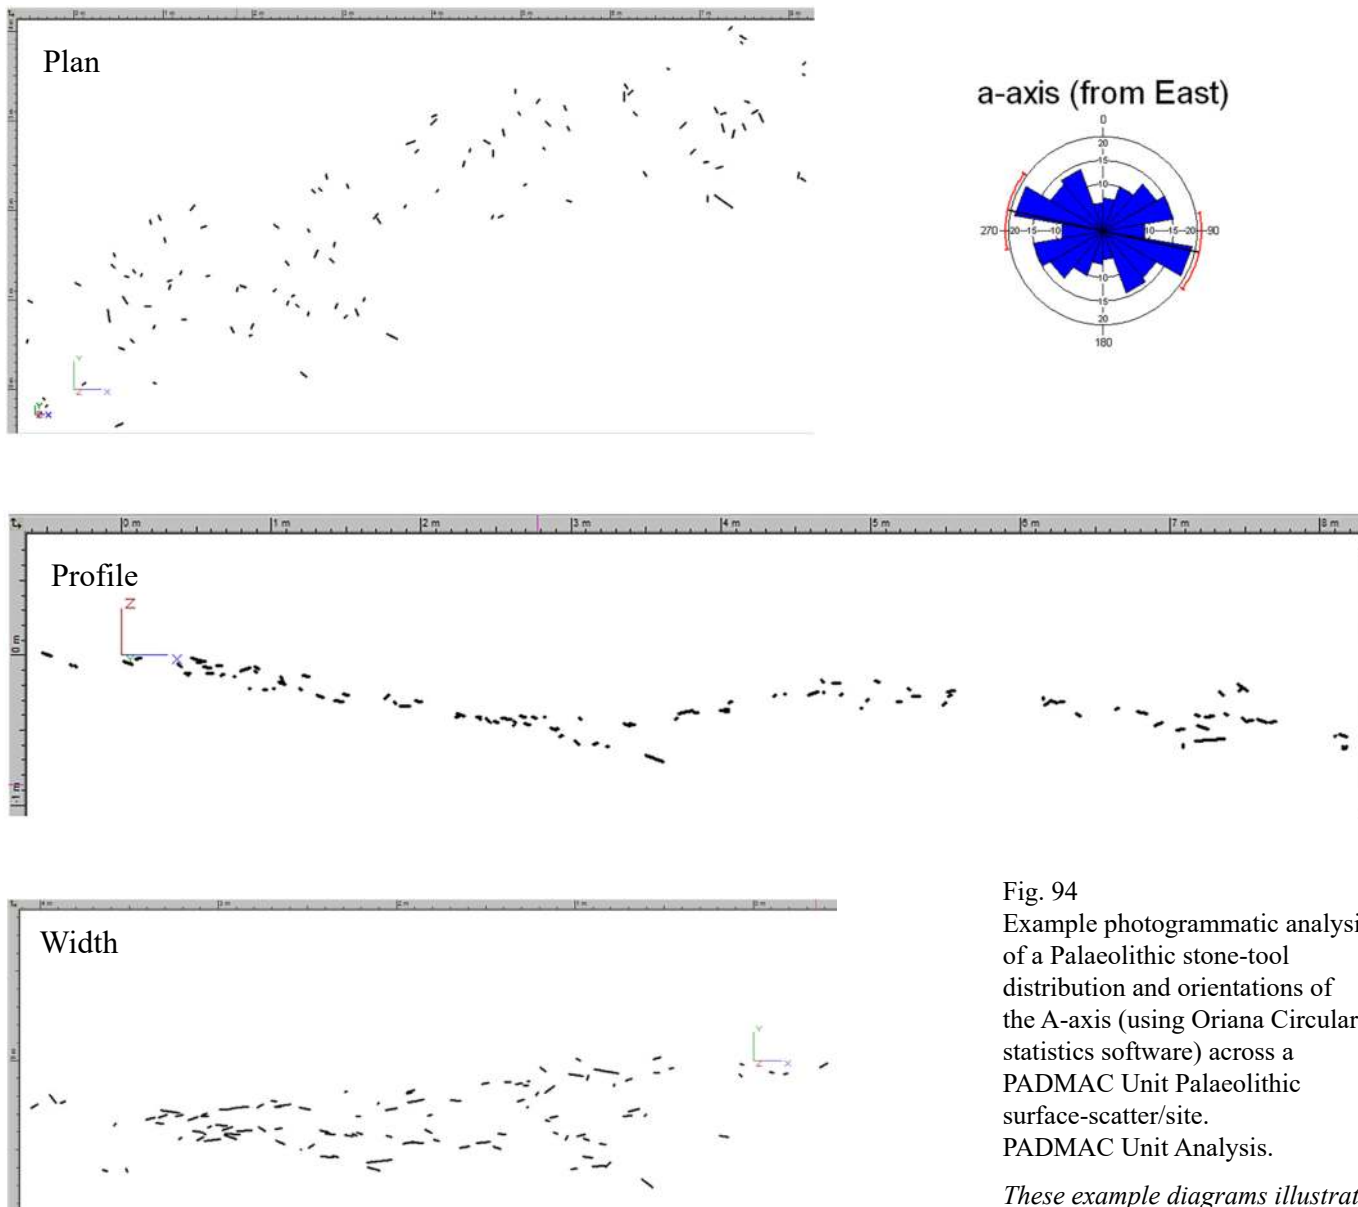 Plan
a-axis (from East)
0
20
15
10
270 20 15 10 10 15 20 90
10
15
20
180
Y
Z X
0 m 1 m 2 m 3 m 4 m 5 m 6 m 7 m 8 m
Profile
Z
X
0 m
-1 m
Width
Y
Z X
Fig. 94
Example photogrammatic analysi
of a Palaeolithic stone-tool
distribution and orientations of
the A-axis (using Oriana Circular
statistics software) across a
PADMAC Unit Palaeolithic
surface-scatter/site.
PADMAC Unit Analysis.
These example diagrams illustrat